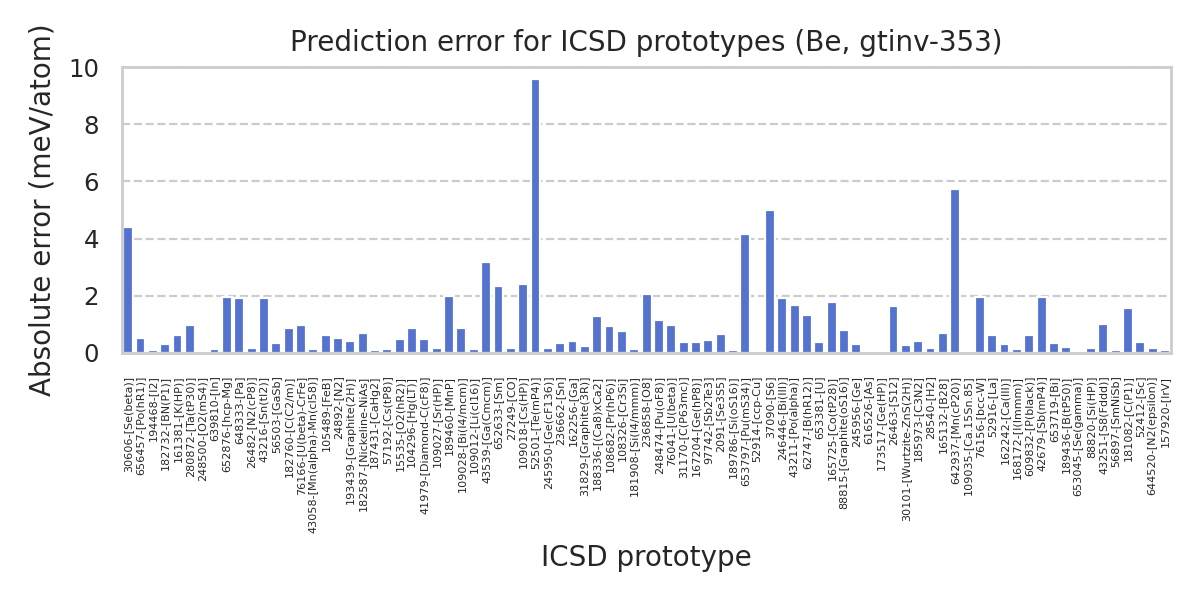 Prediction error for ICSD prototypes (Be, gtinv-353)
Absolute error (meV/atom)
10
8
6
4
2
0
30606-[Se(beta)]
656457-[Po(hR1)]
194468-[I2]
182732-[BN(P1)]
161381-[K(HP)]
280872-[Ta(tP30)]
248500-[O2(mS4)]
639810-[In]
652876-[hcp-Mg]
648333-[Pa]
26482-[N2(cP8)]
43216-[Sn(tI2)]
56503-[GaSb]
182760-[C(C2/m)]
76166-[U(beta)-CrFe]
43058-[Mn(alpha)-Mn(cI58)]
105489-[FeB]
24892-[N2]
193439-[Graphite(2H)]
182587-[Nickeline-NiAs]
187431-[CaHg2]
57192-[Cs(tP8)]
15535-[O2(hR2)]
104296-[Hg(LT)]
41979-[Diamond-C(cF8)]
109027-[Sr(HP)]
189460-[MnP]
109028-[Bi(I4/mcm)]
109012-[Li(cI16)]
43539-[Ga(Cmcm)]
652633-[Sm]
27249-[CO]
109018-[Cs(HP)]
52501-[Te(mP4)]
245950-[Ge(cF136)]
236662-[Sn]
162256-[Ga]
31829-[Graphite(3R)]
188336-[(Ca8)xCa2]
108682-[Pr(hP6)]
108326-[Cr3Si]
181908-[Si(I4/mmm)]
236858-[O8]
248474-[Pu(oF8)]
76041-[U(beta)]
31170-[C(P63mc)]
167204-[Ge(hP8)]
97742-[Sb2Te3]
2091-[Se3S5]
189786-[Si(oS16)]
653797-[Pu(mS34)]
52914-[ccp-Cu]
37090-[S6]
246446-[Bi(III)]
43211-[Po(alpha)]
62747-[B(hR12)]
653381-[U]
165725-[Co(tP28)]
88815-[Graphite(oS16)]
245956-[Ge]
616526-[As]
173517-[Ge(HP)]
26463-[S12]
30101-[Wurtzite-ZnS(2H)]
185973-[C3N2]
28540-[H2]
165132-[B28]
642937-[Mn(cP20)]
109035-[Ca.15Sn.85]
76156-[bcc-W]
52916-[La]
162242-[Ca(III)]
168172-[I(Immm)]
609832-[P(black)]
42679-[Sb(mP4)]
653719-[Bi]
189436-[B(tP50)]
653045-[Se(gamma)]
88820-[Si(HP)]
43251-[S8(Fddd)]
56897-[SmNiSb]
181082-[C(P1)]
52412-[Sc]
644520-[N2(epsilon)]
157920-[IrV]
ICSD prototype